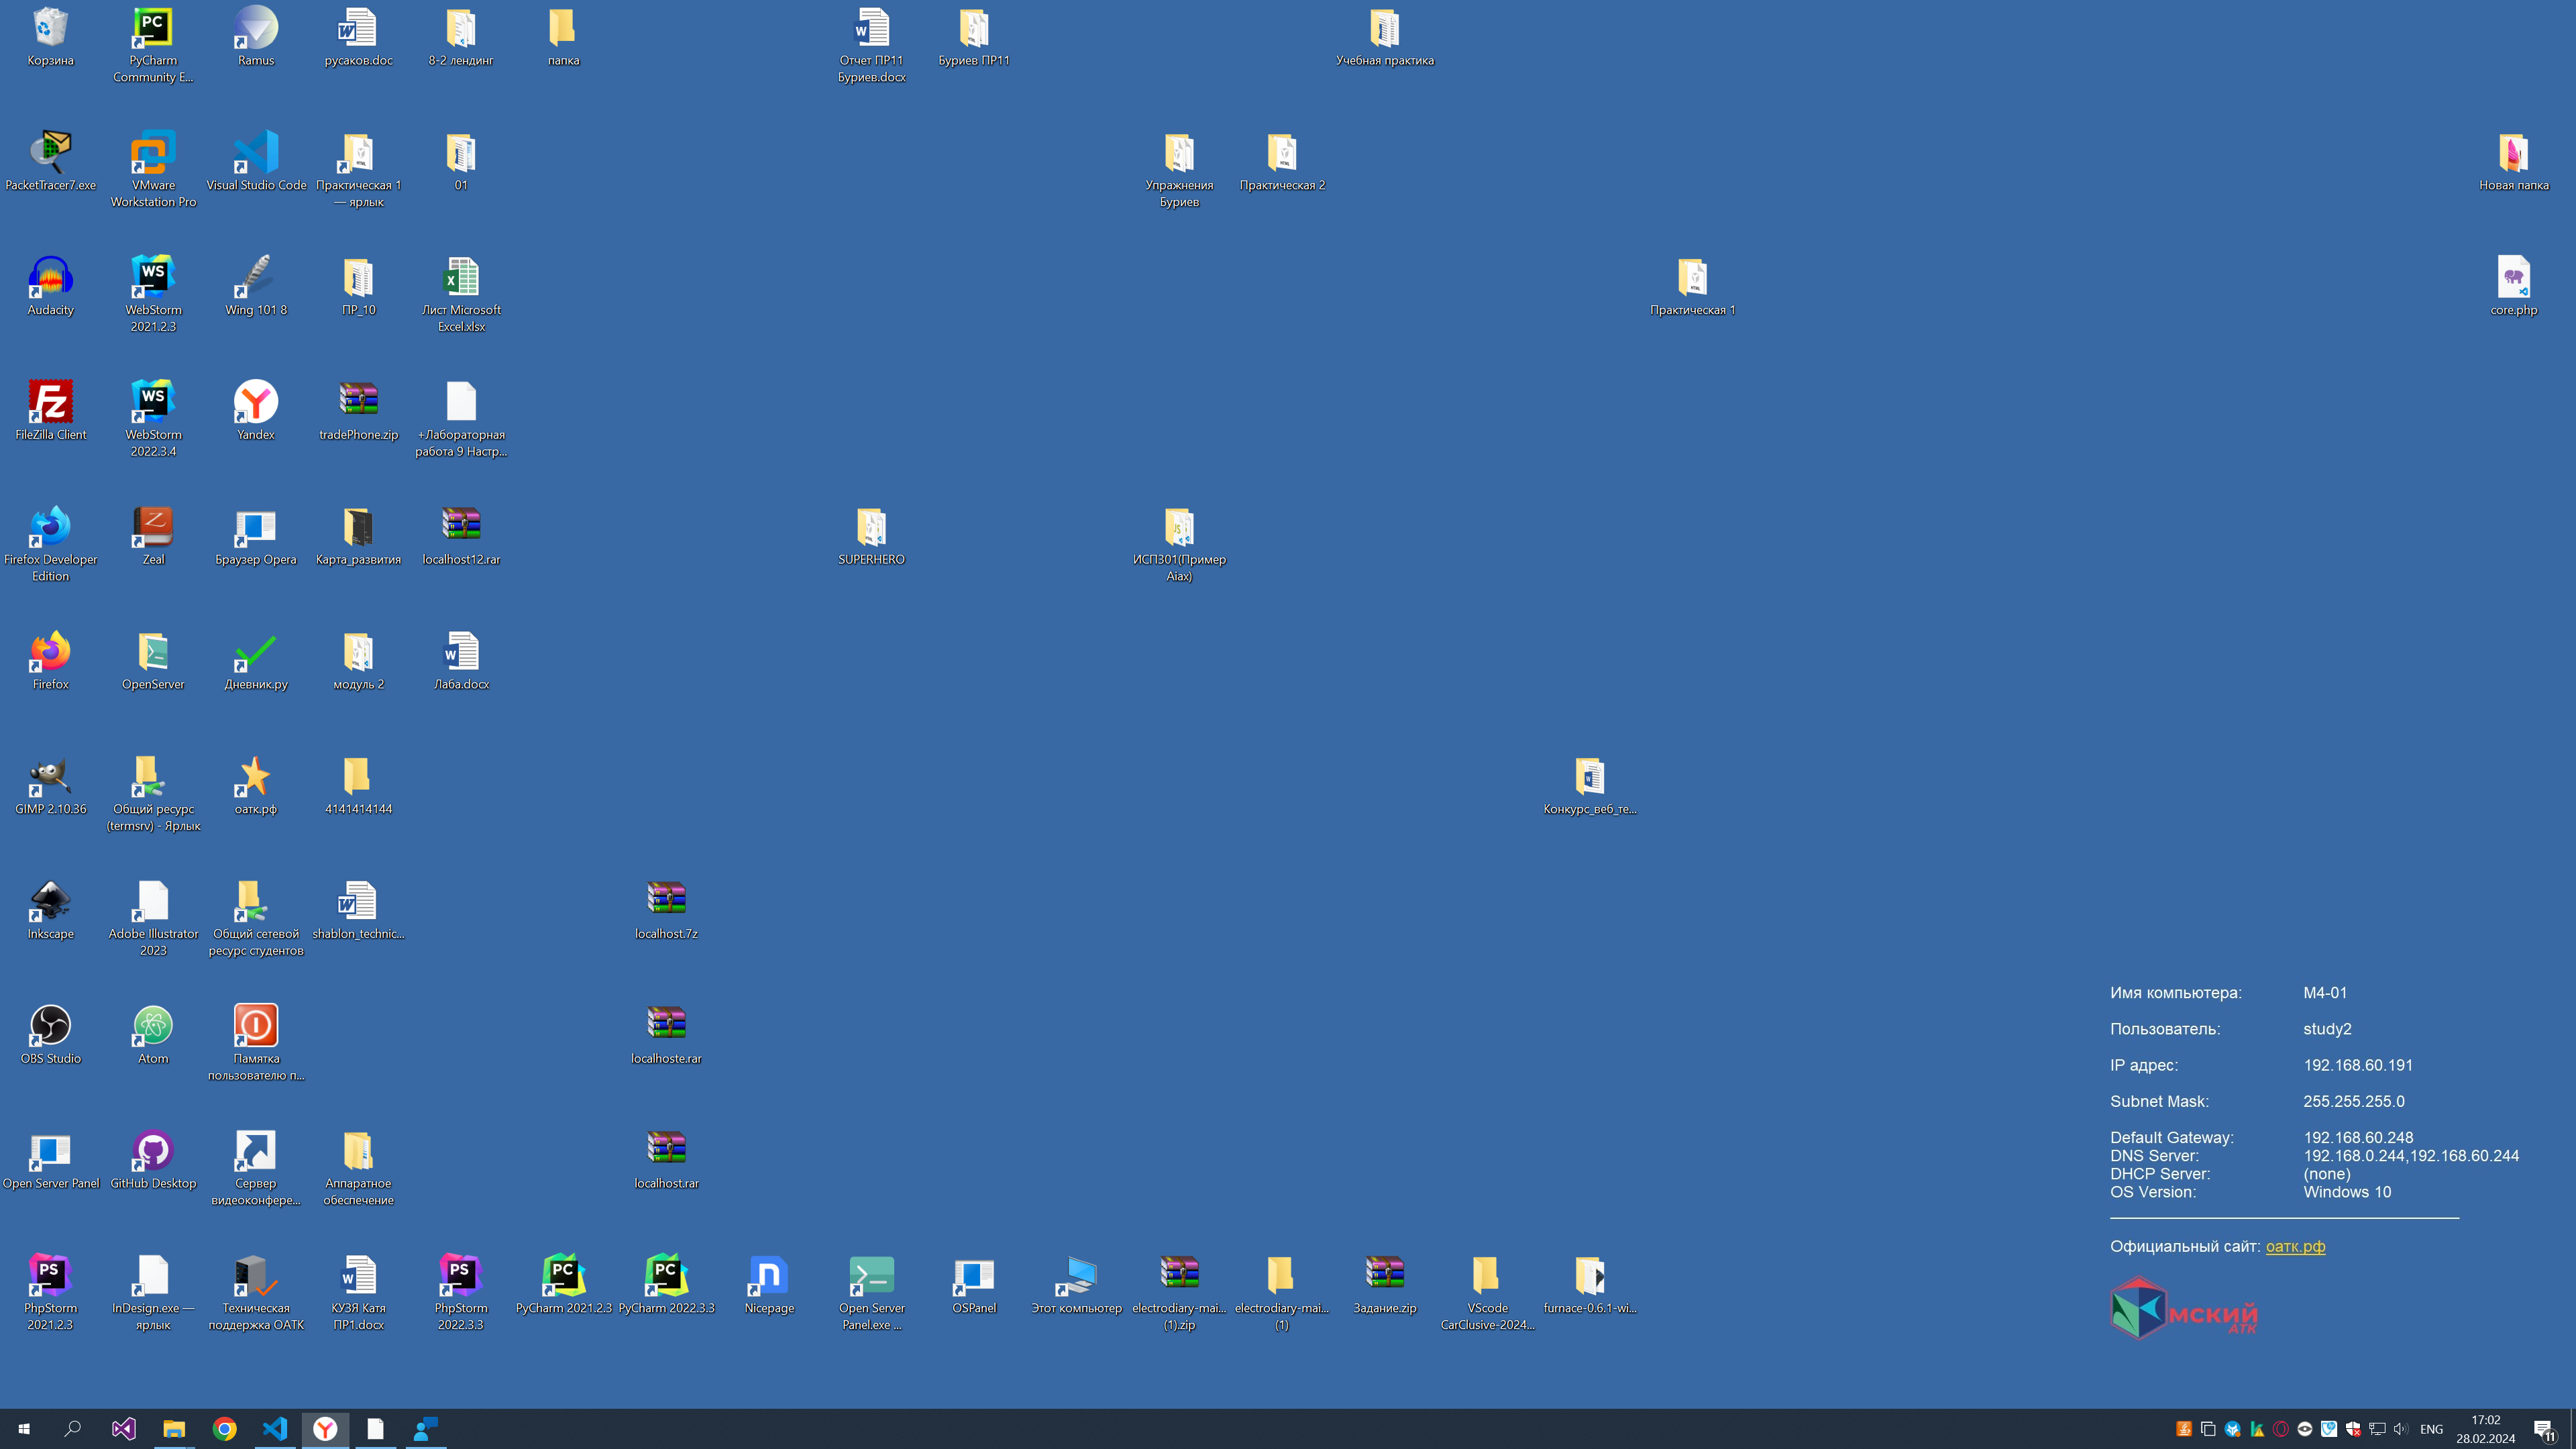 Корзина
PyCharm
Community E...
Ramus
русаков.doc
8-2 лендинг
папка
Отчет ПР11
Буриев.docx
Буриев ПР11
Учебная практика
PacketTracer7.exe
VMware
Workstation Pro
Visual Studio Code
Практическая 1
— ярлык
01
Упражнения
Буриев
Практическая 2
Новая папка
Audacity
WebStorm
2021.2.3
Wing 101 8
ПР_10
Лист Microsoft
Excel.xlsx
Практическая 1
core.php
FileZilla Client
WebStorm
2022.3.4
Yandex
tradePhone.zip
+Лабораторная
работа 9 Настр...
Firefox Developer
Edition
Zeal
Браузер Opera
Карта_развития
localhost12.rar
SUPERHERO
ИСП301(Пример
Aiax)
Firefox
OpenServer
Дневник.ру
модуль 2
Лаба.docx
GIMP 2.10.36
Общий ресурс
(termsrv) - Ярлык
оатк.рф
4141414144
Конкурс_веб_те...
Inkscape
Adobe Illustrator
2023
Общий сетевой
ресурс студентов
shablon_technic...
localhost.7z
OBS Studio
Atom
Памятка
пользователю п...
localhoste.rar
Open Server Panel
GitHub Desktop
Сервер
видеоконфере...
Аппаратное
обеспечение
localhost.rar
PhpStorm
2021.2.3
InDesign.exe —
ярлык
Техническая
поддержка ОАТК
КУЗЯ Катя
ПР1.docx
PhpStorm
2022.3.3
PyCharm 2021.2.3
PyCharm 2022.3.3
Nicepage
Open Server
Panel.exe ...
OSPanel
Этот компьютер
electrodiary-mai...
(1).zip
electrodiary-mai...
(1)
Задание.zip
VScode
CarClusive-2024...
furnace-0.6.1-wi...
Имя компьютера: M4-01
Пользователь: study2
IP адрес: 192.168.60.191
Subnet Mask: 255.255.255.0
Default Gateway: 192.168.60.248
DNS Server: 192.168.0.244,192.168.60.244
DHCP Server: (none)
OS Version: Windows 10
Официальный сайт: оатк.рф
МСКИЙ
АТК
ENG
17:02
28.02.2024
11